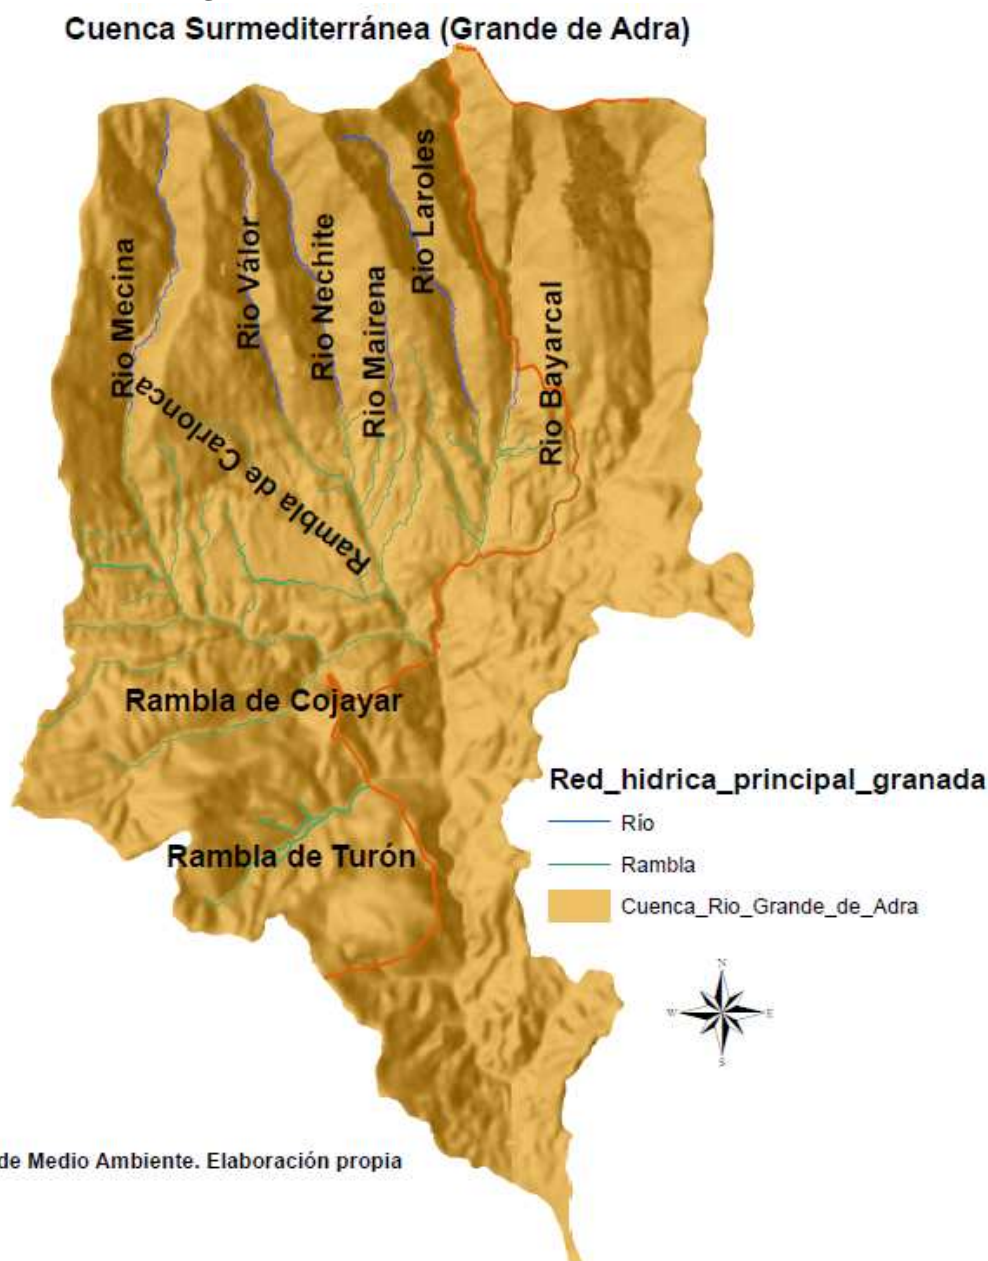 Cuenca Surmediterránea (Grande de Adra)
Rio Mecina
Rio Válor
Rio Nechite
Rio Mairena
Rio Laroles
Rio Bayarcal
Rambla de Carlonca
Rambla de Cojayar
Rambla de Turón
Red_hidrica_principal_granada
Río
Rambla
Cuenca_Rio_Grande_de_Adra
N
W
E
S
de Medio Ambiente. Elaboración propia